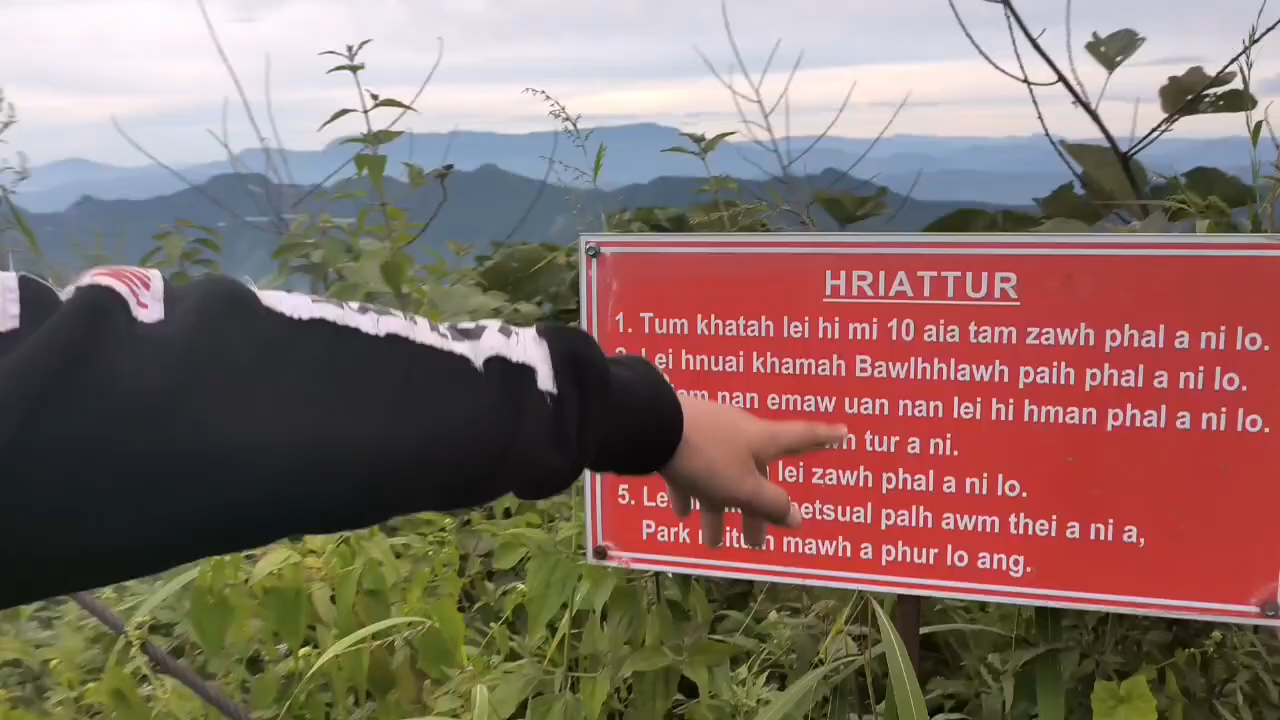 HRIATTUR
1. Tum khatah lei hi mi 10 aia tam zawh phal a ni lo.
Lei hnuai khamah Bawlhhlawh paih phal a ni lo.
nan emaw uan nan lei hi hman phal a ni lo.
tur a ni.
lei zawh phal a ni lo.
5.
palh awm thei a ni a,
Park mawh a phur lo ang.